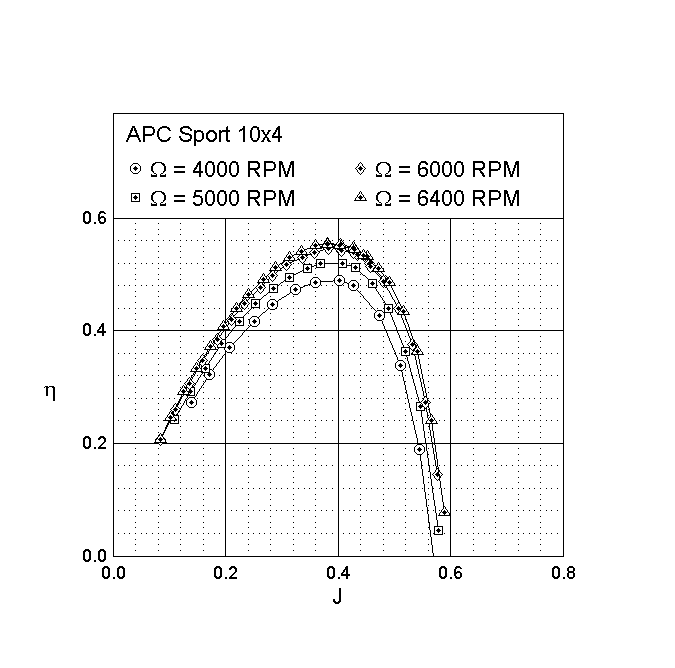 APC Sport 10x4
Ω = 4000 RPM
Ω = 6000 RPM
Ω = 5000 RPM
Ω = 6400 RPM
0.6
0.4
η
0.2
0.0
0.0 0.2 0.4 0.6 0.8
J